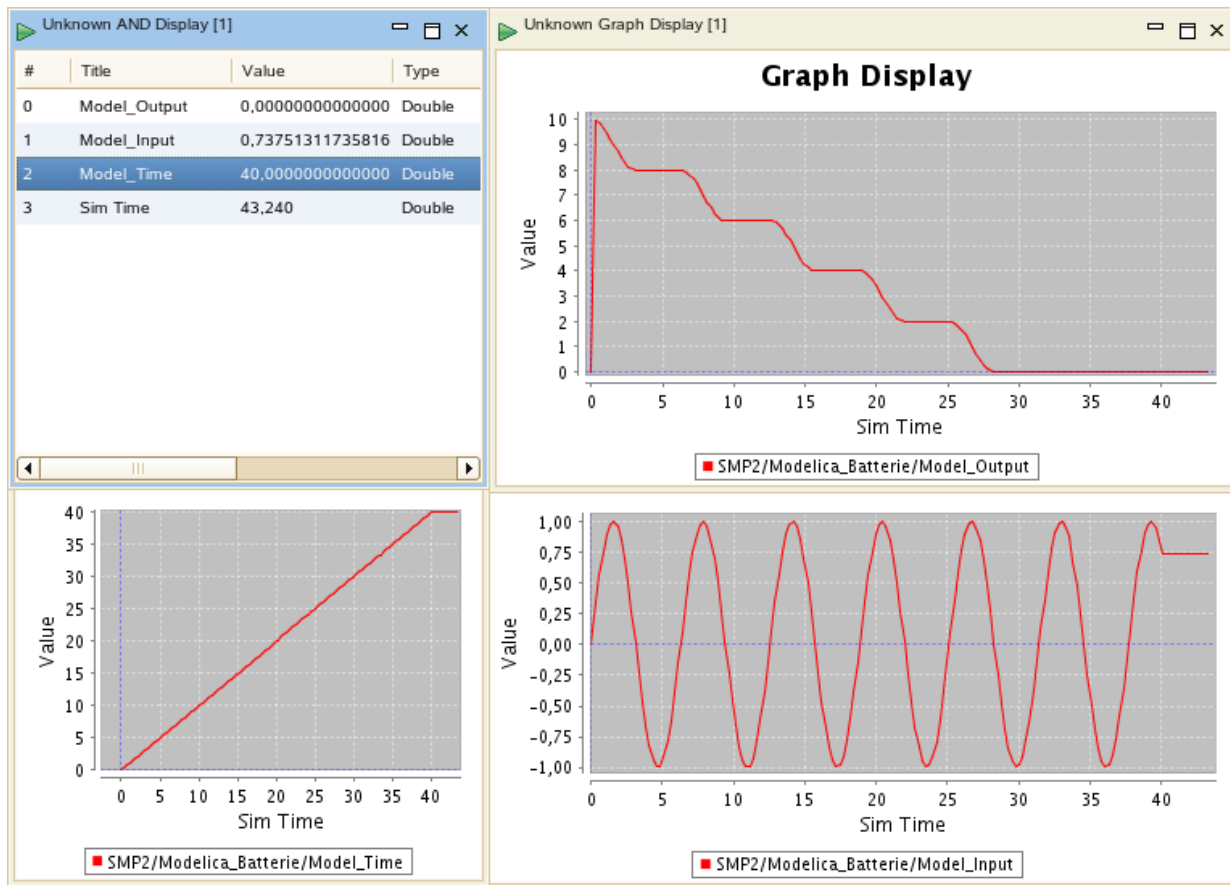 Unknown AND Display [1]
# Title Value Type
0 Model_Output 0,00000000000000 Double
1 Model_Input 0,73751311735816 Double
2 Model_Time 40,0000000000000 Double
3 Sim Time 43,240 Double
Unknown Graph Display [1]
Graph Display
10
9
8
7
6
5
4
3
2
1
0
Value
0 5 10 15 20 25 30 35 40
Sim Time
SMP2/Modelica_Batterie/Model_Output
40
35
30
25
20
15
10
5
0
Value
0 5 10 15 20 25 30 35 40
Sim Time
SMP2/Modelica_Batterie/Model_Time
1,00
0,75
0,50
0,25
0,00
-0,25
-0,50
-0,75
-1,00
Value
0 5 10 15 20 25 30 35 40
Sim Time
SMP2/Modelica_Batterie/Model_Input